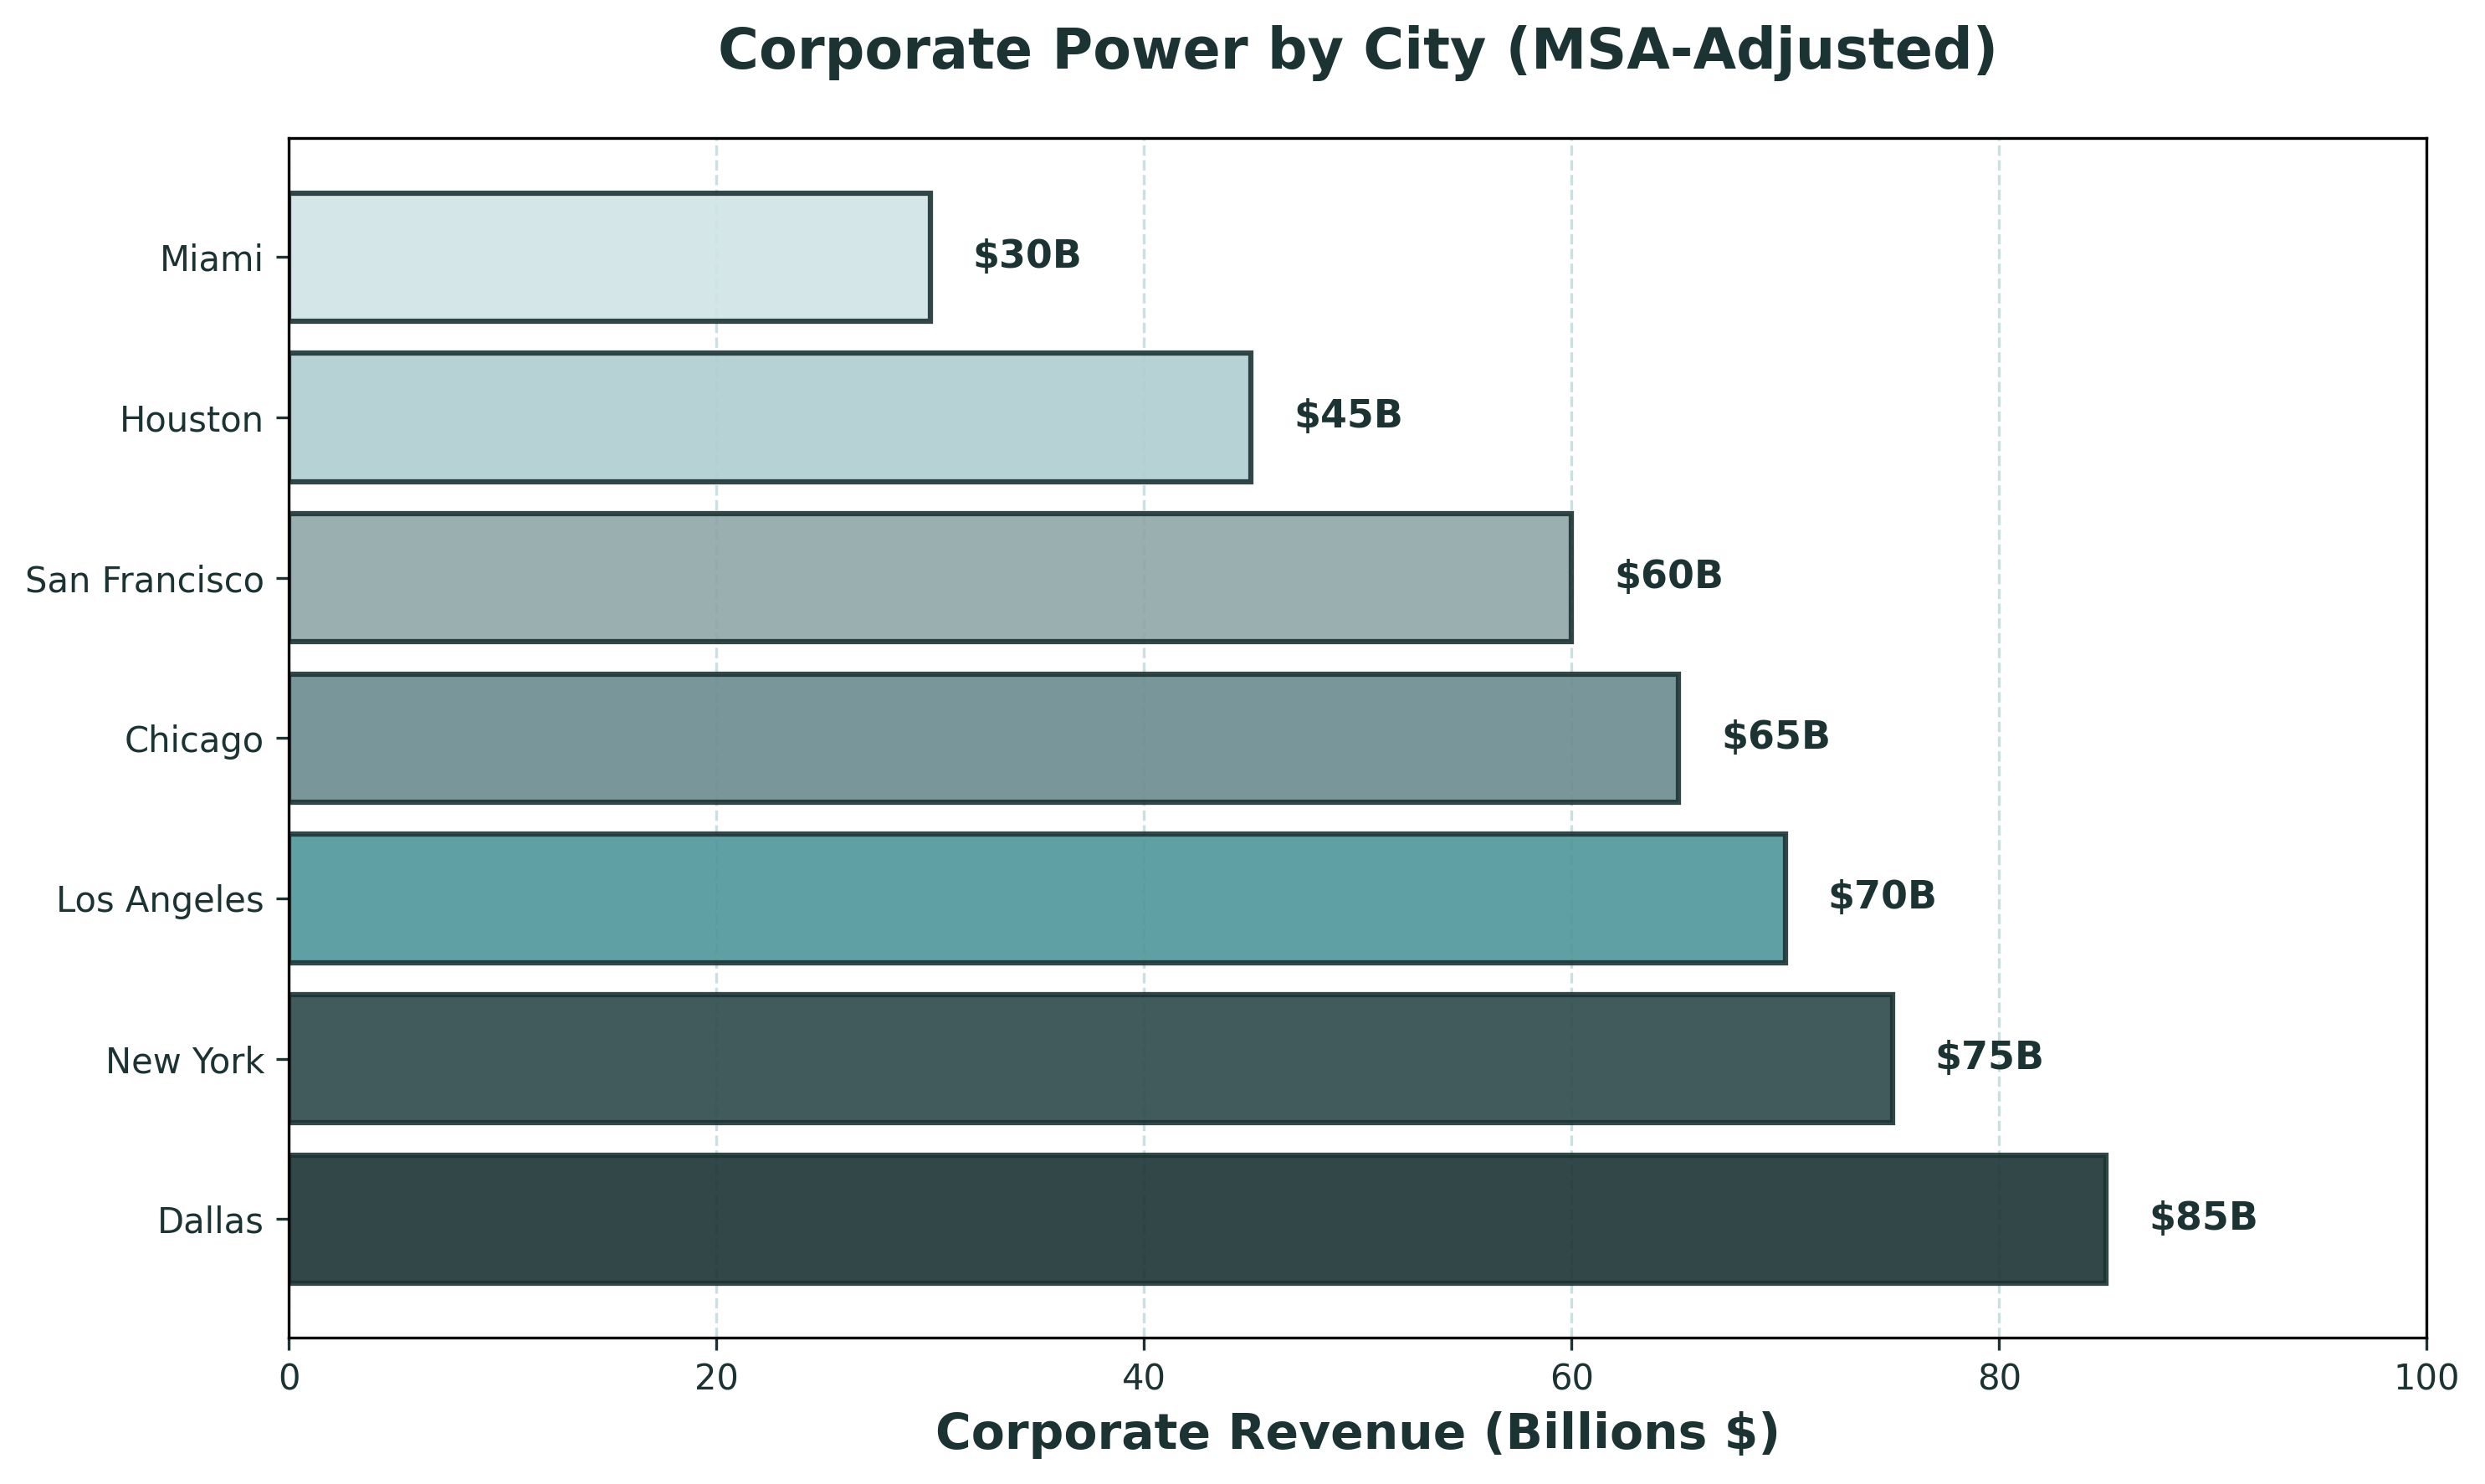 Corporate Power by City (MSA-Adjusted)
Miami
$30B
Houston
$45B
San Francisco
$60B
Chicago
$65B
Los Angeles
$70B
New York
$75B
Dallas
$85B
0 20 40 60 80 100
Corporate Revenue (Billions $)